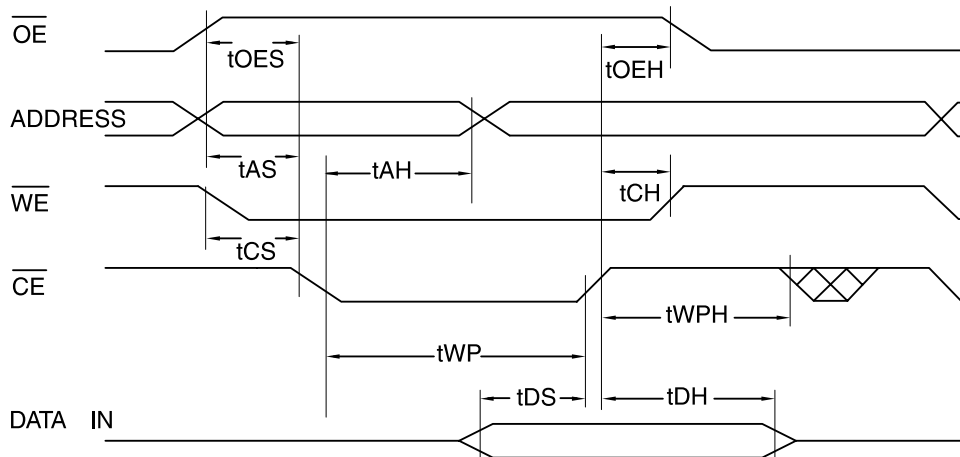 OE
tOES
tOEH
ADDRESS
tAS
tAH
tCH
WE
tCS
CE
tWPH
tWP
tDS
tDH
DATA IN